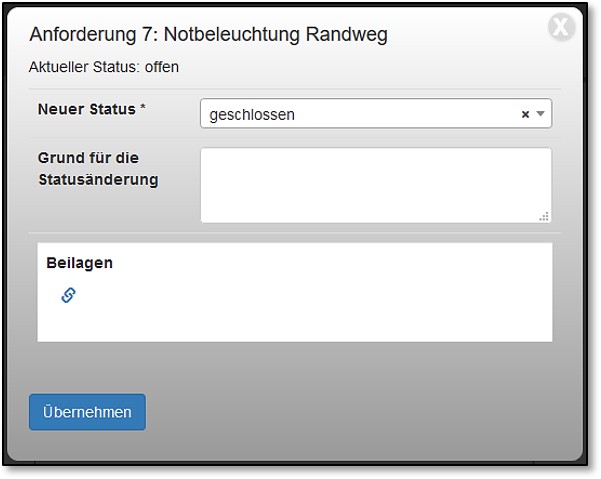 Anforderung 7: Notbeleuchtung Randweg
X
Aktueller Status: offen
Neuer Status *
geschlossen
Grund für die
Statusänderung
Beilagen
Übernehmen